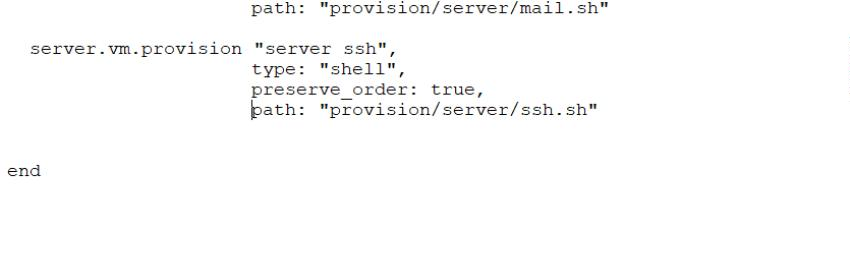 path: "provision/server/mail.sh"
server.vm.provision "server ssh",
type: "shell",
preserve_order: true,
path: "provision/server/ssh.sh"
end